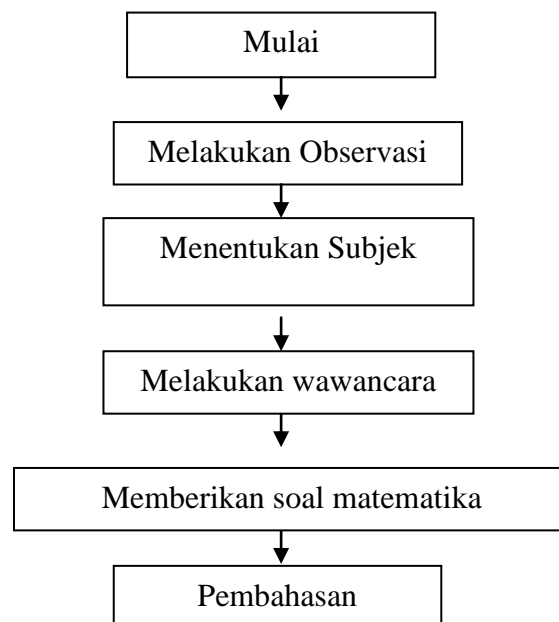 Mulai
Melakukan Observasi
Menentukan Subjek
Melakukan wawancara
Memberikan soal matematika
Pembahasan